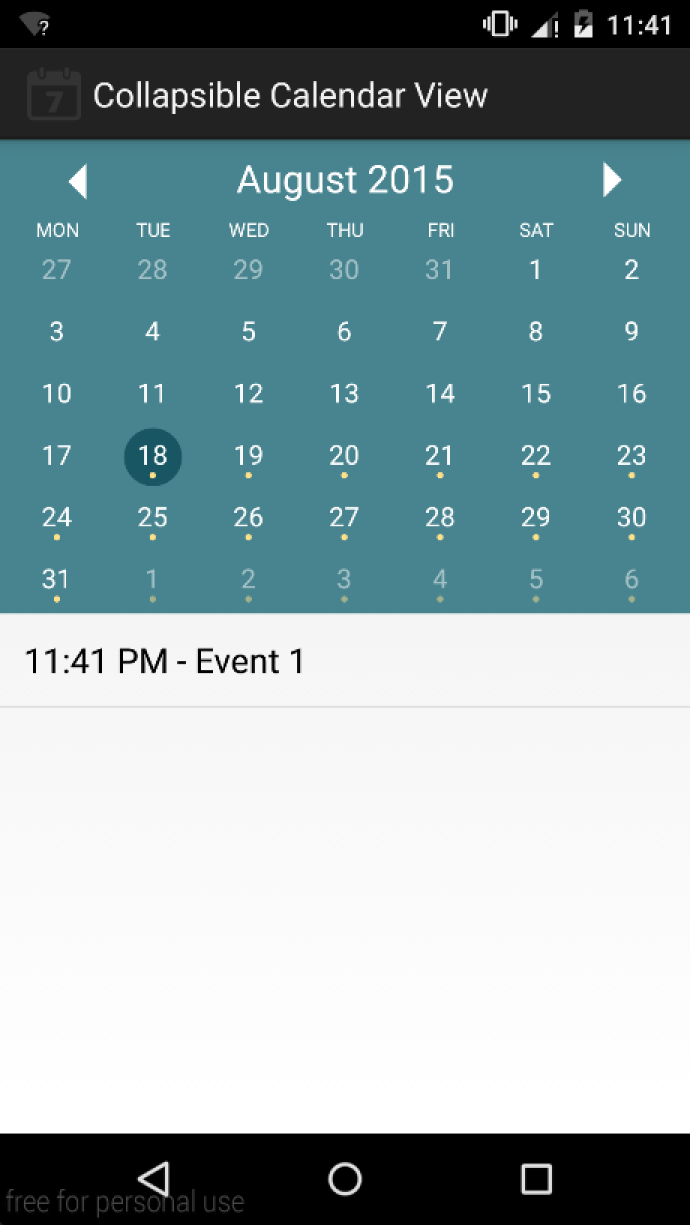 ? ! 11:41
7 Collapsible Calendar View
August 2015
MON TUE WED THU FRI SAT SUN
27 28 29 30 31 1 2
3 4 5 6 7 8 9
10 11 12 13 14 15 16
17 18 19 20 21 22 23
24 25 26 27 28 29 30
31 1 2 3 4 5 6
11:41 PM - Event 1
free for personal use